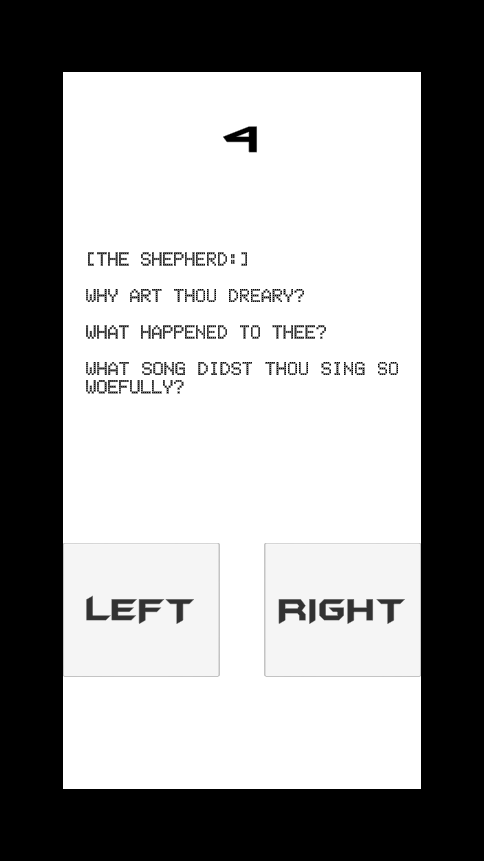 4
[THE SHEPHERD:]
WHY ART THOU DREARY?
WHAT HAPPENED TO THEE?
WHAT SONG DIDST THOU SING SO
WOEFULLY?
LEFT
RIGHT